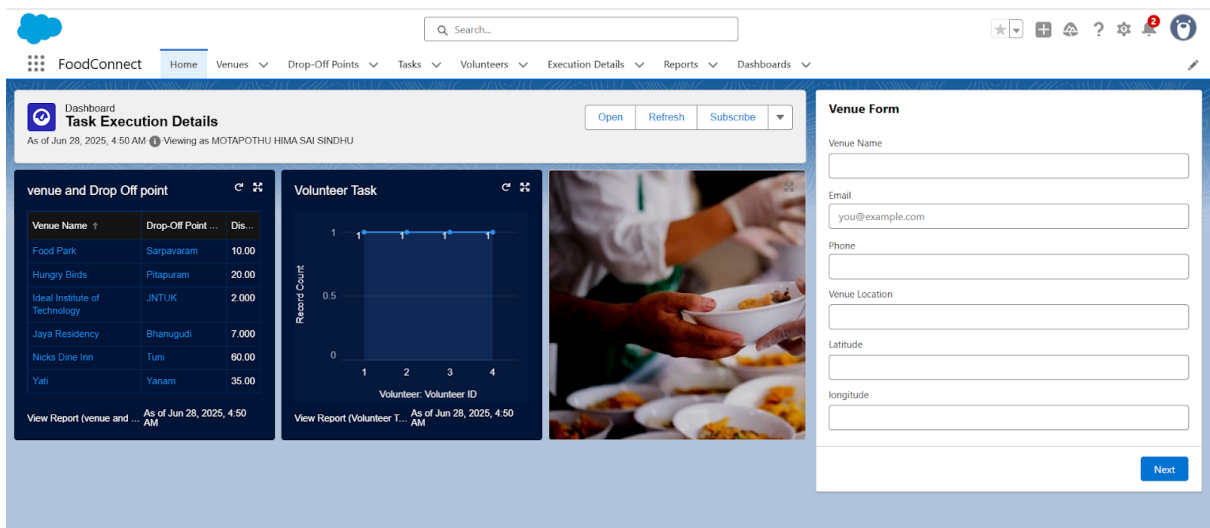 Search...
2
FoodConnect Home Venues Drop-Off Points Tasks Volunteers Execution Details Reports Dashboards
Dashboard
Task Execution Details
Open Refresh Subscribe
As of Jun 28, 2025, 4:50 AM Viewing as MOTAPOTHU HIMA SAI SINDHU
venue and Drop Off point
Venue Name ↑ Drop-Off Point ... Dis...
Food Park Sarpavaram 10.00
Hungry Birds Pitapuram 20.00
Ideal Institute of
Technology
JNTUK 2.000
Jaya Residency Bhanugudi 7.000
Nicks Dine Inn Tuni 60.00
Yati Yanam 35.00
View Report (venue and ...
As of Jun 28, 2025, 4:50
AM
Volunteer Task
Record Count
1
0.5
0
1 1 1 1
1 2 3 4
Volunteer: Volunteer ID
View Report (Volunteer T...
As of Jun 28, 2025, 4:50
AM
Venue Form
Venue Name
Email
you@example.com
Phone
Venue Location
Latitude
longitude
Next